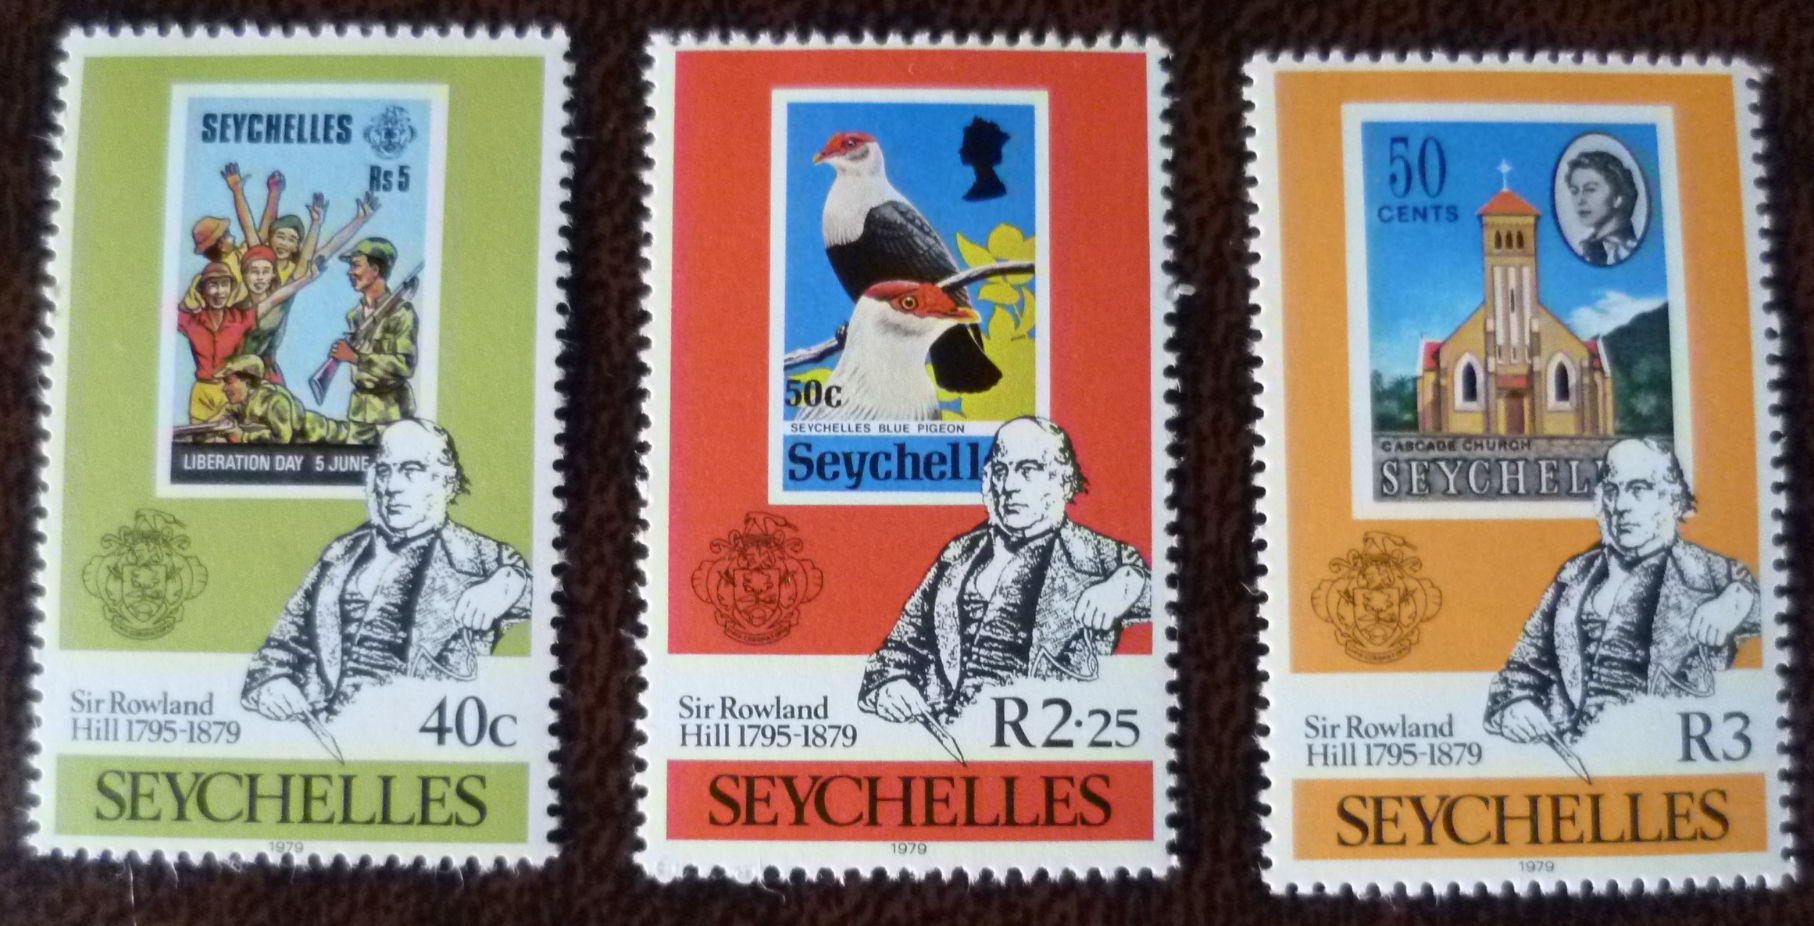 SEYCHELLES
Rs 5
LIBERATION DAY 5 JUNE
Sir Rowland
Hill 1795-1879
40c
SEYCHELLES
1979
50c
SEYCHELLES BLUE PIGEON
Seychell
Sir Rowland
Hill 1795-1879
R2·25
SEYCHELLES
1979
50
CENTS
CASCADE CHURCH
SEYCHEL
Sir Rowland
Hill 1795-1879
R3
SEYCHELLES
1979